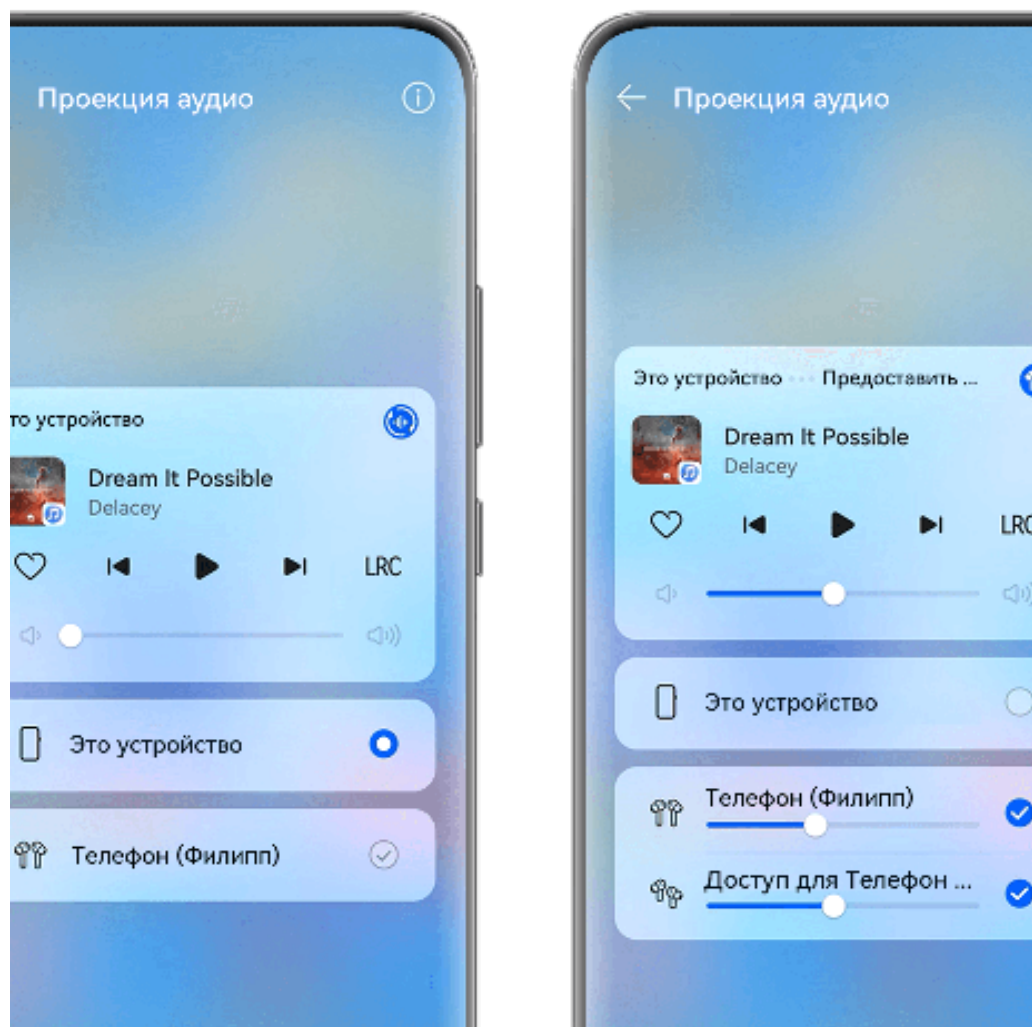 Проекция аудио
то устройство
Dream It Possible
Delacey
LRC
Это устройство
Телефон (Филипп)
Проекция аудио
Это устройство Предоставить ...
Dream It Possible
Delacey
LRC
Это устройство
Телефон (Филипп)
Доступ для Телефон ...